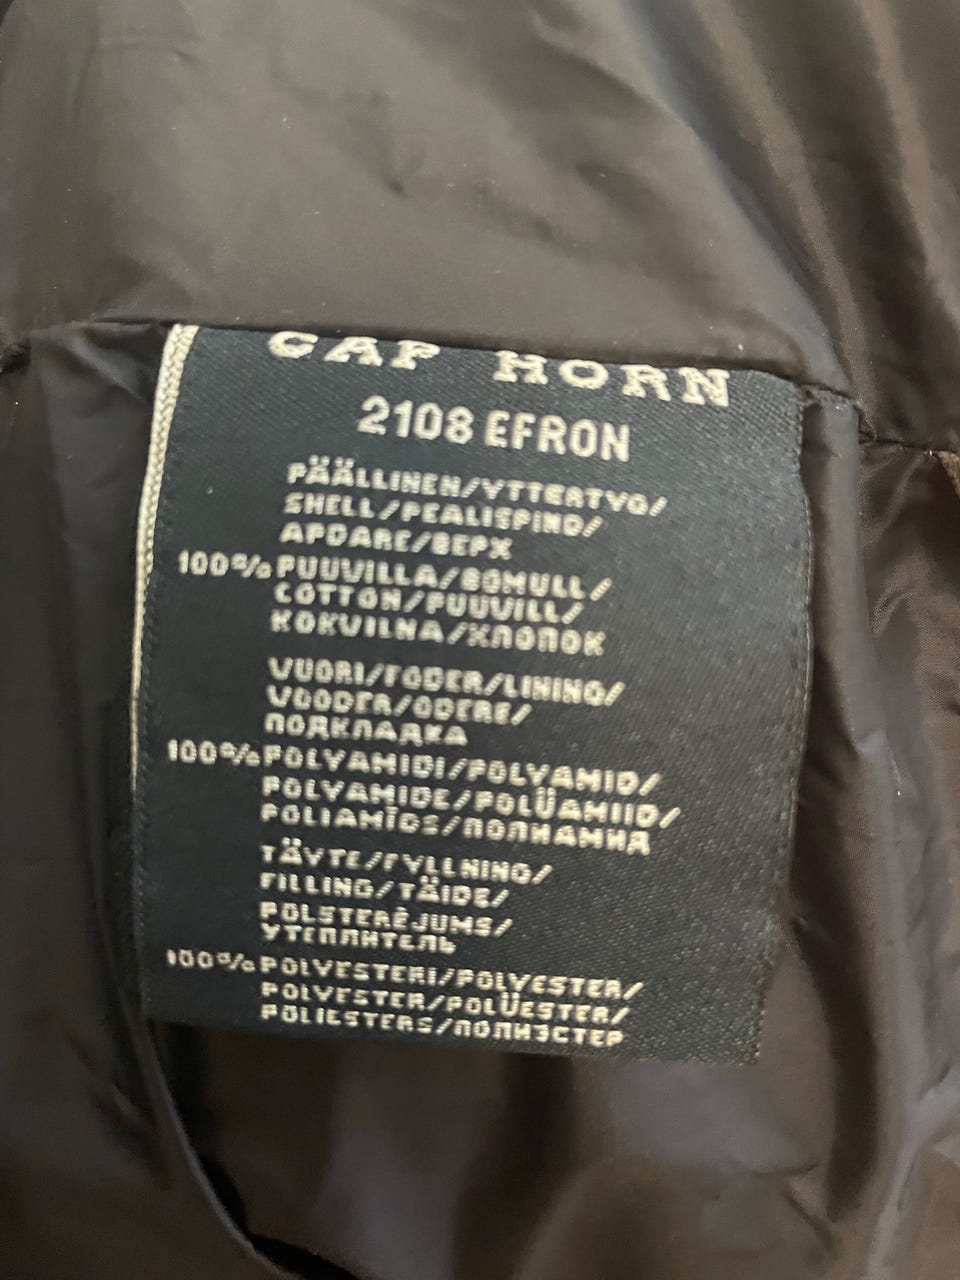 CAP HORN
2108 EFRON
PÄÄLLINEN/YTTERTYG/
SHELL/PEALISPIND/
APDARE/ВЕРХ
100% PUUVILLA/BOMULL/
COTTON/PUUVILL/
KOKVILNA/ХЛОПОК
VUORI/FODER/LINING/
VOODER/ODERE/
ПОДКЛАДКА
100% POLYAMIDI/POLYAMID/
POLYAMIDE/POLÜAMIID/
POLIAMĪDS/ПОЛИАМИД
TÄYTE/FYLLNING/
FILLING/TÄIDE/
POLSTERĒJUMS/
УТЕПЛИТЕЛЬ
100% POLYESTERI/POLYESTER/
POLYESTER/POLÜESTER/
POLIESTERS/ПОЛИЭСТЕР